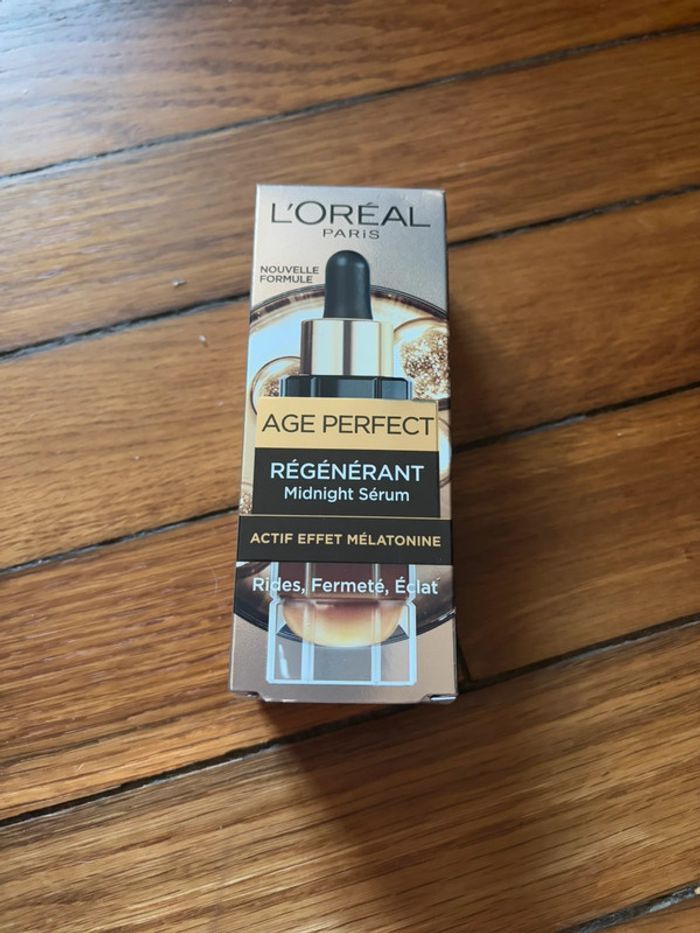 L'ORÉAL
PARiS
NOUVELLE
FORMULE
AGE PERFECT
RÉGÉNÉRANT
Midnight Sérum
ACTIF EFFET MÉLATONINE
Rides, Fermeté, Éclat